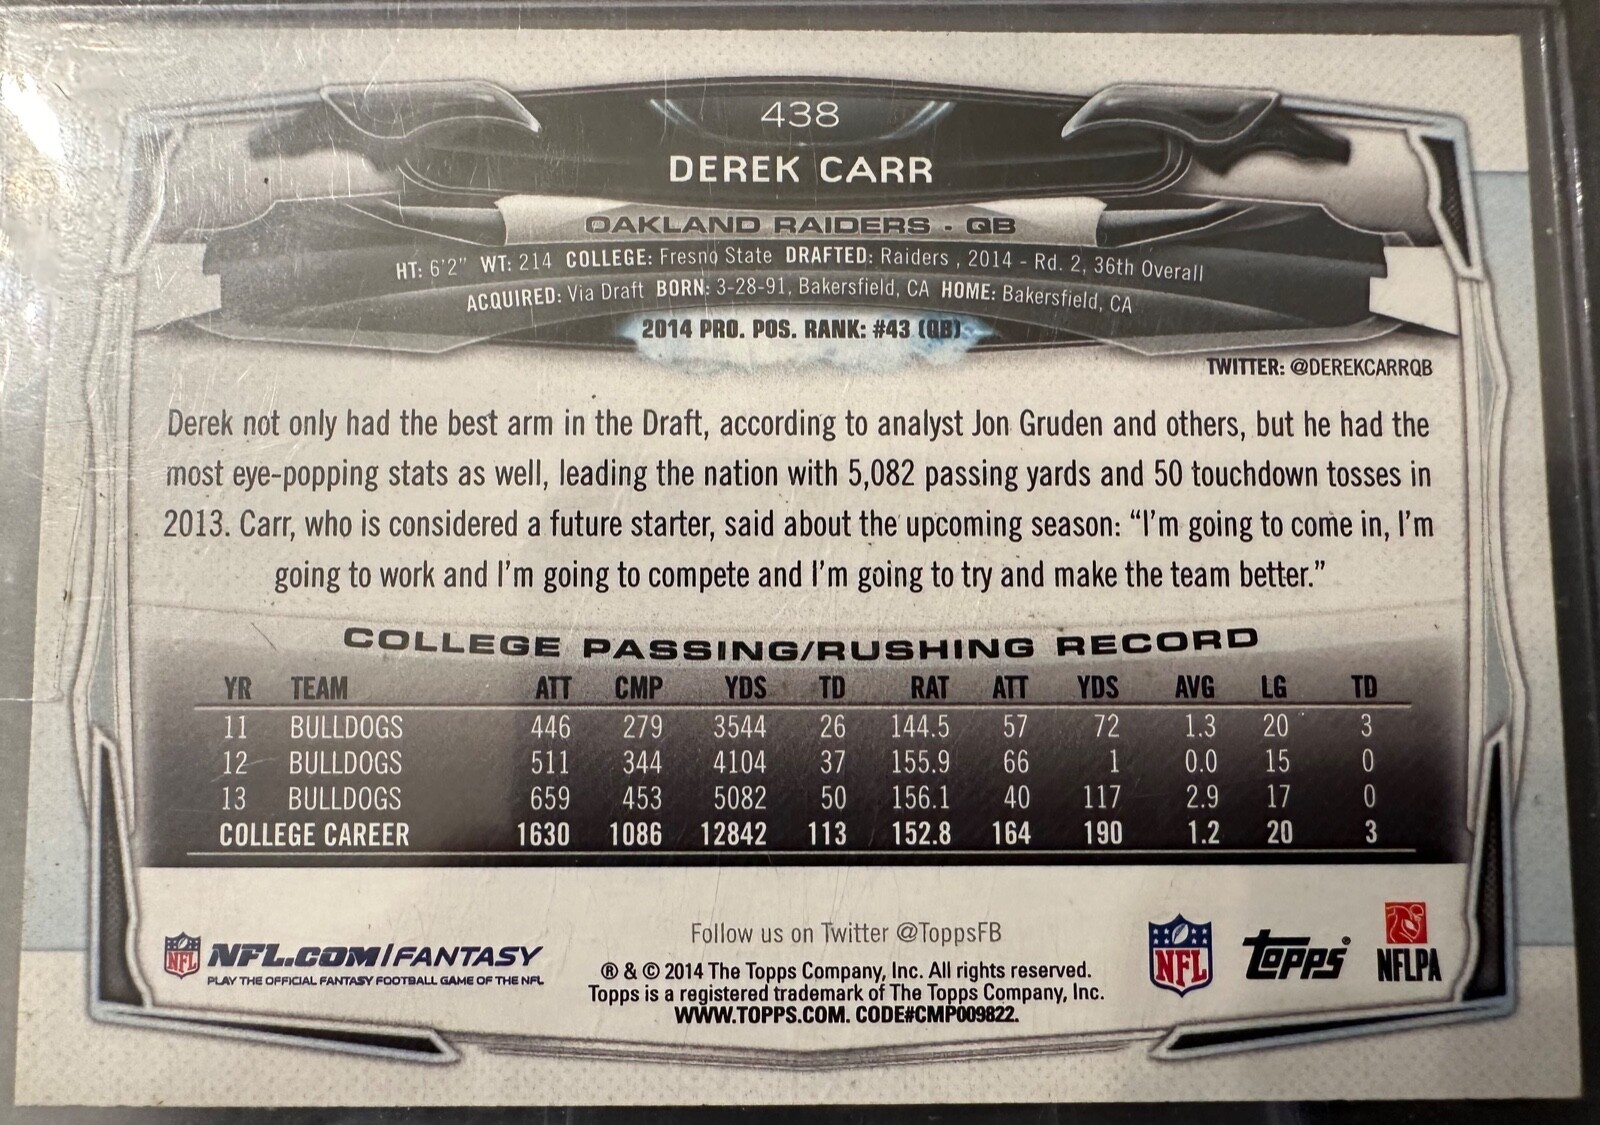 438
DEREK CARR
OAKLAND RAIDERS • QB
HT: 6'2" WT: 214 COLLEGE: Fresno State DRAFTED: Raiders , 2014 - Rd. 2, 36th Overall
ACQUIRED: Via Draft BORN: 3-28-91, Bakersfield, CA HOME: Bakersfield, CA
2014 PRO. POS. RANK: #43 (QB)
TWITTER: @DEREKCARRQB
Derek not only had the best arm in the Draft, according to analyst Jon Gruden and others, but he had the
most eye-popping stats as well, leading the nation with 5,082 passing yards and 50 touchdown tosses in
2013. Carr, who is considered a future starter, said about the upcoming season: “I’m going to come in, I’m
going to work and I’m going to compete and I’m going to try and make the team better.”
COLLEGE PASSING/RUSHING RECORD
YR TEAM ATT CMP YDS TD RAT ATT YDS AVG LG TD
11 BULLDOGS 446 279 3544 26 144.5 57 72 1.3 20 3
12 BULLDOGS 511 344 4104 37 155.9 66 1 0.0 15 0
13 BULLDOGS 659 453 5082 50 156.1 40 117 2.9 17 0
COLLEGE CAREER 1630 1086 12842 113 152.8 164 190 1.2 20 3
NFL NFL.COM/FANTASY
PLAY THE OFFICIAL FANTASY FOOTBALL GAME OF THE NFL
Follow us on Twitter @ToppsFB
® & © 2014 The Topps Company, Inc. All rights reserved.
Topps is a registered trademark of The Topps Company, Inc.
WWW.TOPPS.COM. CODE#CMP009822.
NFL
topps®
NFLPA